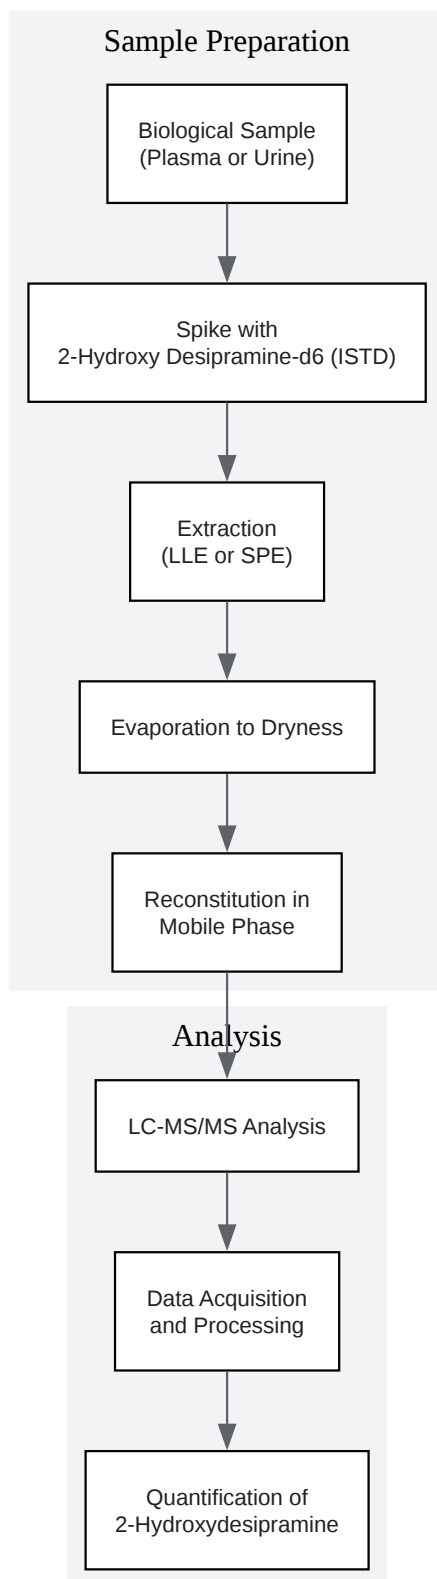 Sample Preparation
Biological Sample
(Plasma or Urine)
Spike with
2-Hydroxy Desipramine-d6 (ISTD)
Extraction
(LLE or SPE)
Evaporation to Dryness
Reconstitution in
Mobile Phase
Analysis
LC-MS/MS Analysis
Data Acquisition
and Processing
Quantification of
2-Hydroxydesipramine